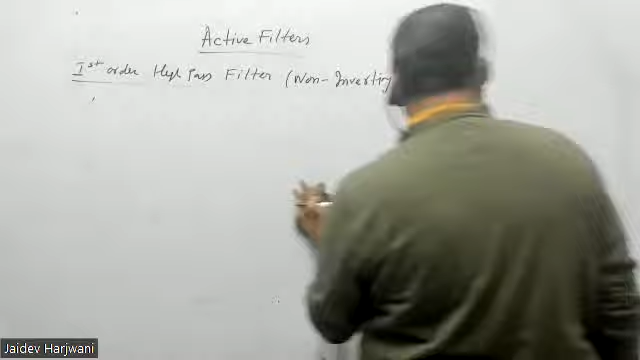 Active Filters
Ist order High Pass Filter (Non-Inverting
Jaidev Harjwani